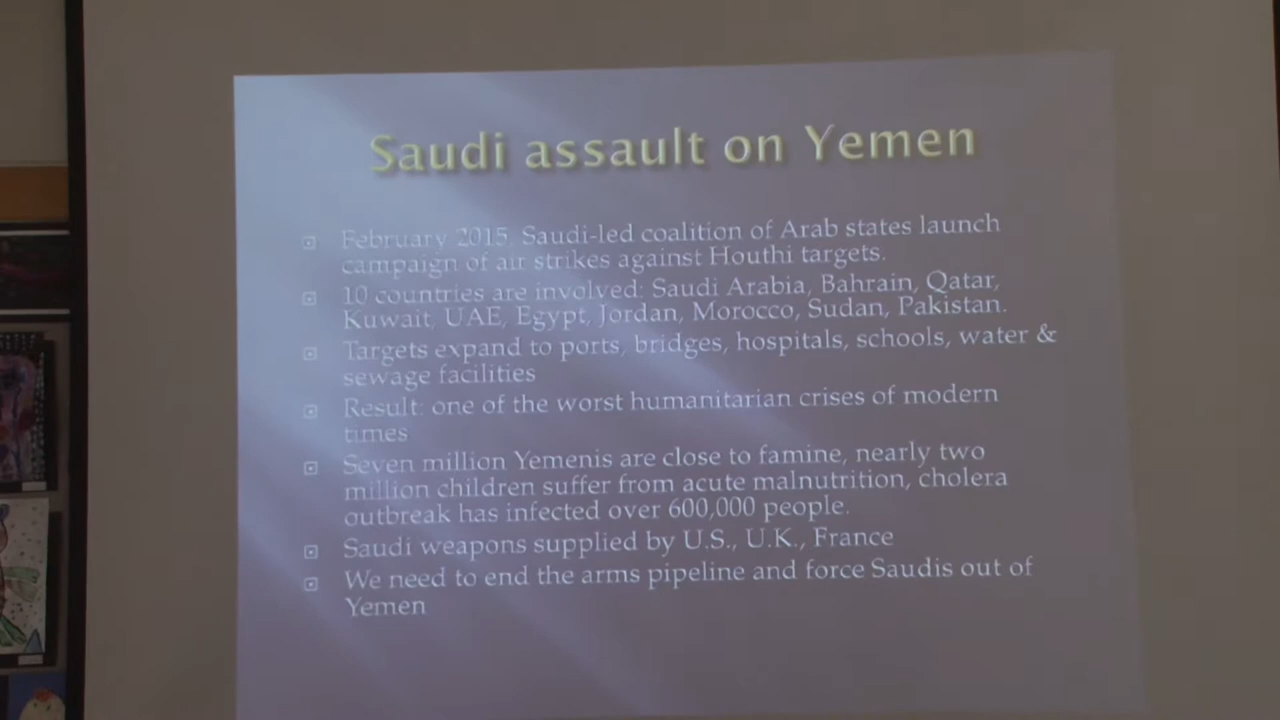 Saudi assault on Yemen
February 2015. Saudi-led coalition of Arab states launch
campaign of air strikes against Houthi targets.
10 countries are involved: Saudi Arabia, Bahrain, Qatar,
Kuwait, UAE, Egypt, Jordan, Morocco, Sudan, Pakistan.
Targets expand to ports, bridges, hospitals, schools, water &
sewage facilities
Result: one of the worst humanitarian crises of modern
times
Seven million Yemenis are close to famine, nearly two
million children suffer from acute malnutrition, cholera
outbreak has infected over 600,000 people.
Saudi weapons supplied by U.S., U.K., France
We need to end the arms pipeline and force Saudis out of
Yemen